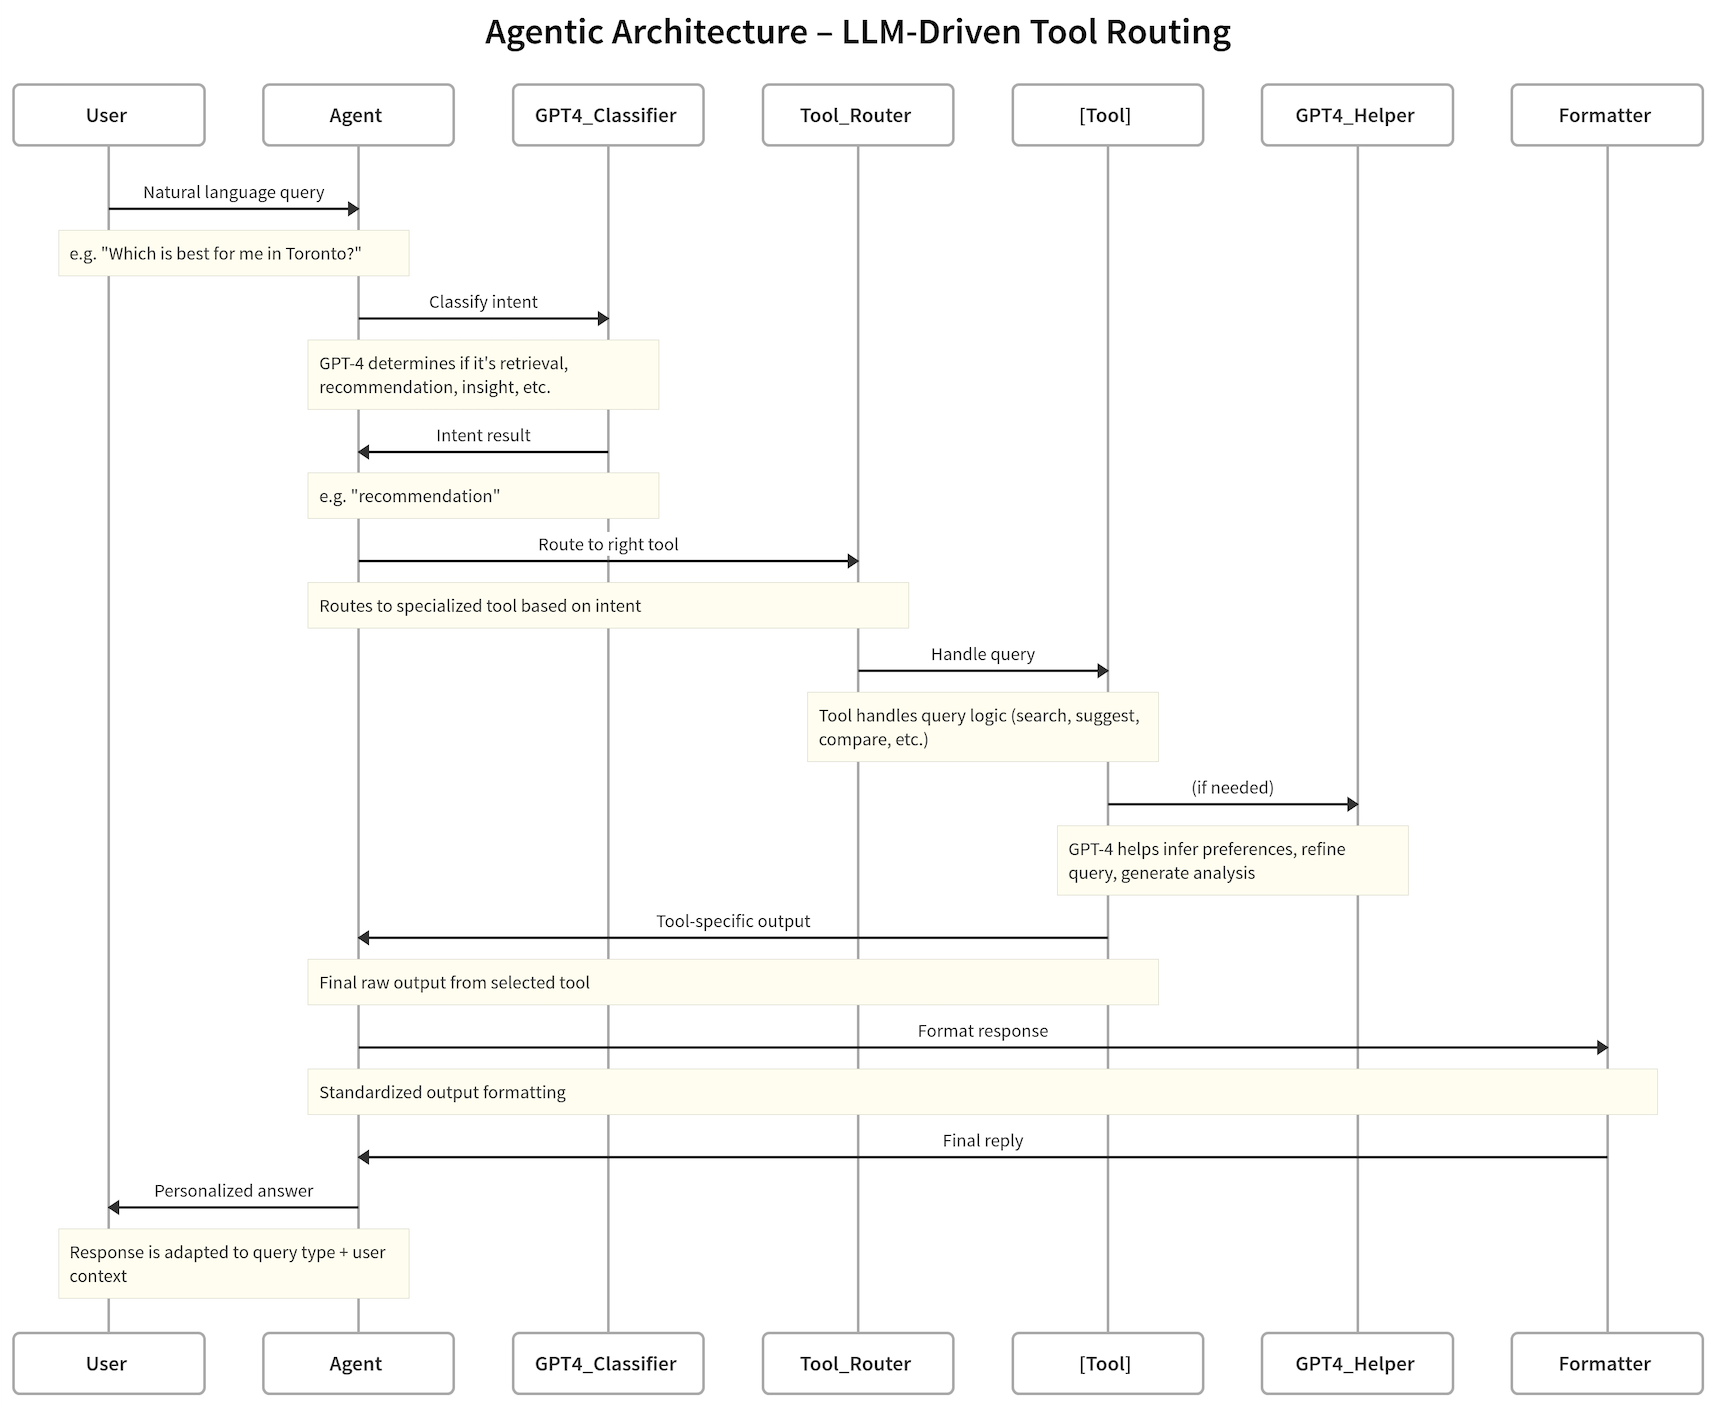 Agentic Architecture – LLM-Driven Tool Routing
User
Agent
GPT4_Classifier
Tool_Router
[Tool]
GPT4_Helper
Formatter
Natural language query
e.g. "Which is best for me in Toronto?"
Classify intent
GPT-4 determines if it's retrieval,
recommendation, insight, etc.
Intent result
e.g. "recommendation"
Route to right tool
Routes to specialized tool based on intent
Handle query
Tool handles query logic (search, suggest,
compare, etc.)
(if needed)
GPT-4 helps infer preferences, refine
query, generate analysis
Tool-specific output
Final raw output from selected tool
Format response
Standardized output formatting
Final reply
Personalized answer
Response is adapted to query type + user
context
User
Agent
GPT4_Classifier
Tool_Router
[Tool]
GPT4_Helper
Formatter